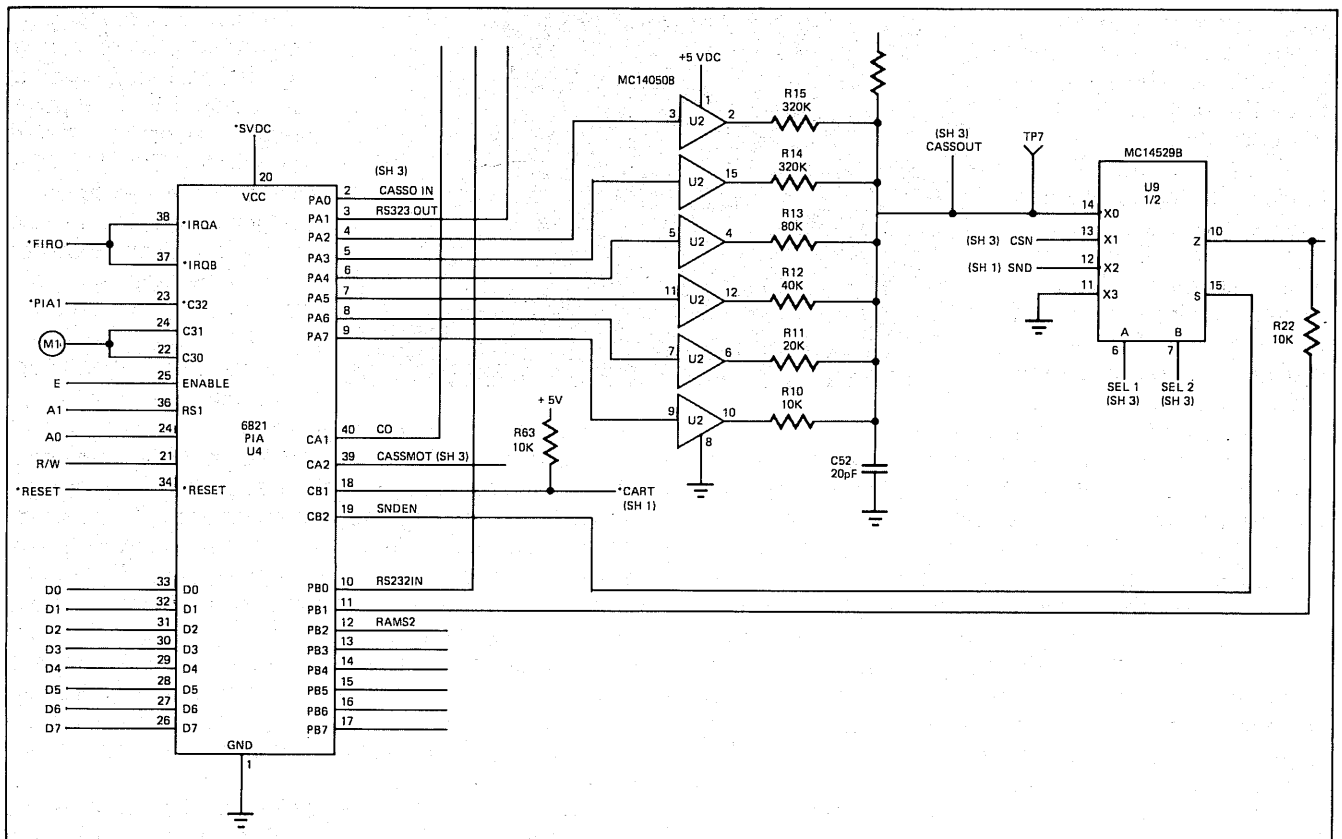 +5 VDC
MC14050B
1
3 U2 2
R15
320K
*SVDC
20
VCC
(SH 3)
PA0 2 CASSO IN
PA1 3 RS323 OUT
PA2 4
PA3 5
PA4 6
PA5 7
PA6 8
PA7 9
*FIRO
38 *IRQA
37 *IRQB
*PIA1 23 *C32
M1
24 C31
22 C30
E 25 ENABLE
A1 36 RS1
A0 24
R/W 21
*RESET 34 *RESET
6821
PIA
U4
CA1 40 CO
CA2 39 CASSMOT (SH 3)
CB1 18
CB2 19 SNDEN
+ 5V
R63
10K
*CART
(SH 1)
D0 33 D0
D1 32 D1
D2 31 D2
D3 30 D3
D4 29 D4
D5 28 D5
D6 27 D6
D7 26 D7
PB0 10 RS232IN
PB1 11
PB2 12 RAMS2
PB3 13
PB4 14
PB5 15
PB6 16
PB7 17
GND
1
U2 15
R14
320K
5 U2 4
R13
80K
11 U2 12
R12
40K
7 U2 6
R11
20K
9 U2 10
8
R10
10K
C52
20pF
(SH 3)
CASSOUT
TP7
MC14529B
U9
1/2
14 X0
(SH 3) CSN 13 X1
(SH 1) SND 12 X2
11 X3
Z 10
S 15
A B
6 7
SEL 1 SEL 2
(SH 3) (SH 3)
R22
10K